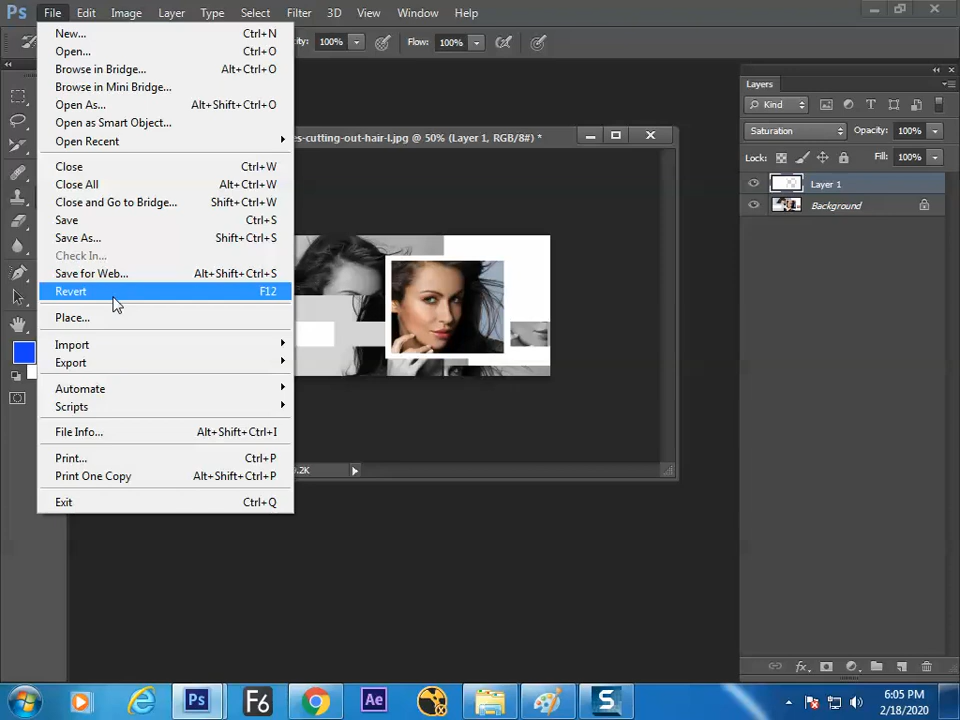 Ps File Edit Image Layer Type Select Filter 3D View Window Help
100% Flow: 100%
New... Ctrl+N
Open... Ctrl+O
Browse in Bridge... Alt+Ctrl+O
Browse in Mini Bridge...
Open As... Alt+Shift+Ctrl+O
Open as Smart Object...
Open Recent
Close Ctrl+W
Close All Alt+Ctrl+W
Close and Go to Bridge... Shift+Ctrl+W
Save Ctrl+S
Save As... Shift+Ctrl+S
Check In...
Save for Web... Alt+Shift+Ctrl+S
Revert F12
Place...
Import
Export
Automate
Scripts
File Info... Alt+Shift+Ctrl+I
Print... Ctrl+P
Print One Copy Alt+Shift+Ctrl+P
Exit Ctrl+Q
es-cutting-out-hair-l.jpg @ 50% (Layer 1, RGB/8#) *
Layers
Kind
Saturation Opacity: 100%
Lock: Fill: 100%
Layer 1
Background
Ps F6 Ae S
6:05 PM
2/18/2020